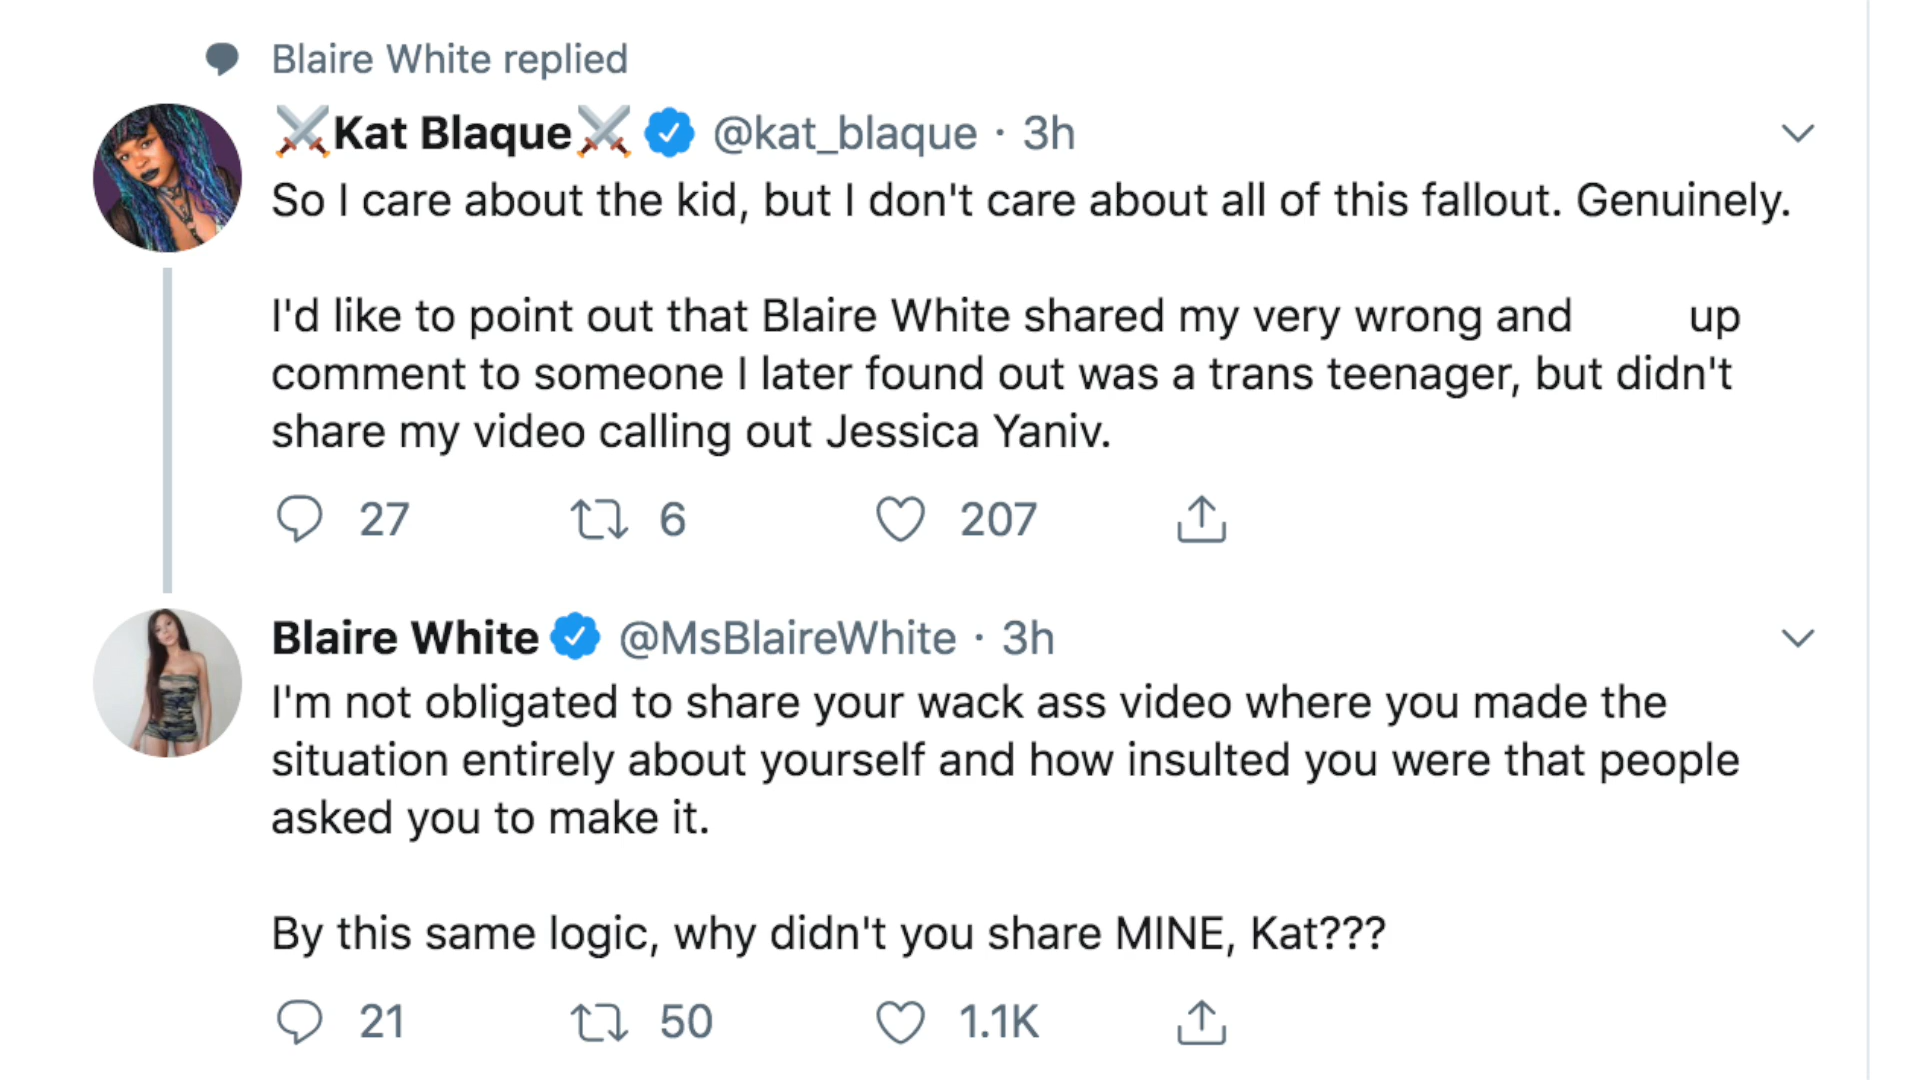 Blaire White replied
⚔️Kat Blaque⚔️ @kat_blaque · 3h
So I care about the kid, but I don't care about all of this fallout. Genuinely.
I'd like to point out that Blaire White shared my very wrong and up
comment to someone I later found out was a trans teenager, but didn't
share my video calling out Jessica Yaniv.
27 6 207
Blaire White @MsBlaireWhite · 3h
I'm not obligated to share your wack ass video where you made the
situation entirely about yourself and how insulted you were that people
asked you to make it.
By this same logic, why didn't you share MINE, Kat???
21 50 1.1K